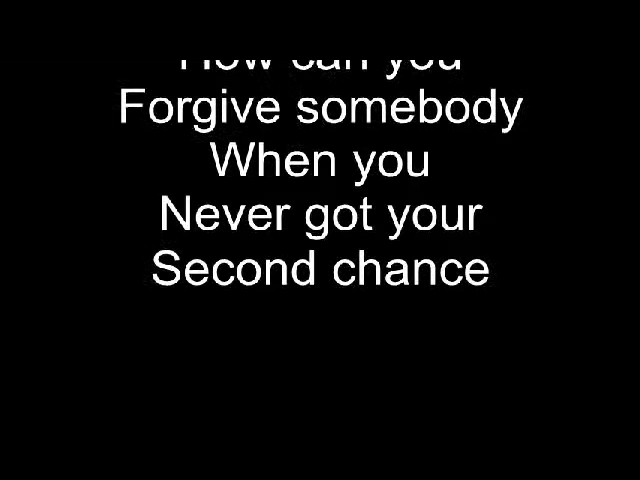 How can you
Forgive somebody
When you
Never got your
Second chance